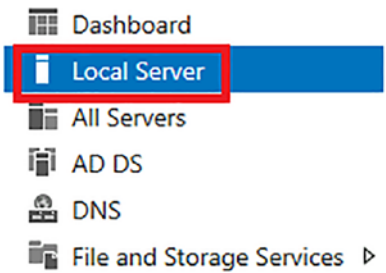 Dashboard
Local Server
All Servers
AD DS
DNS
File and Storage Services